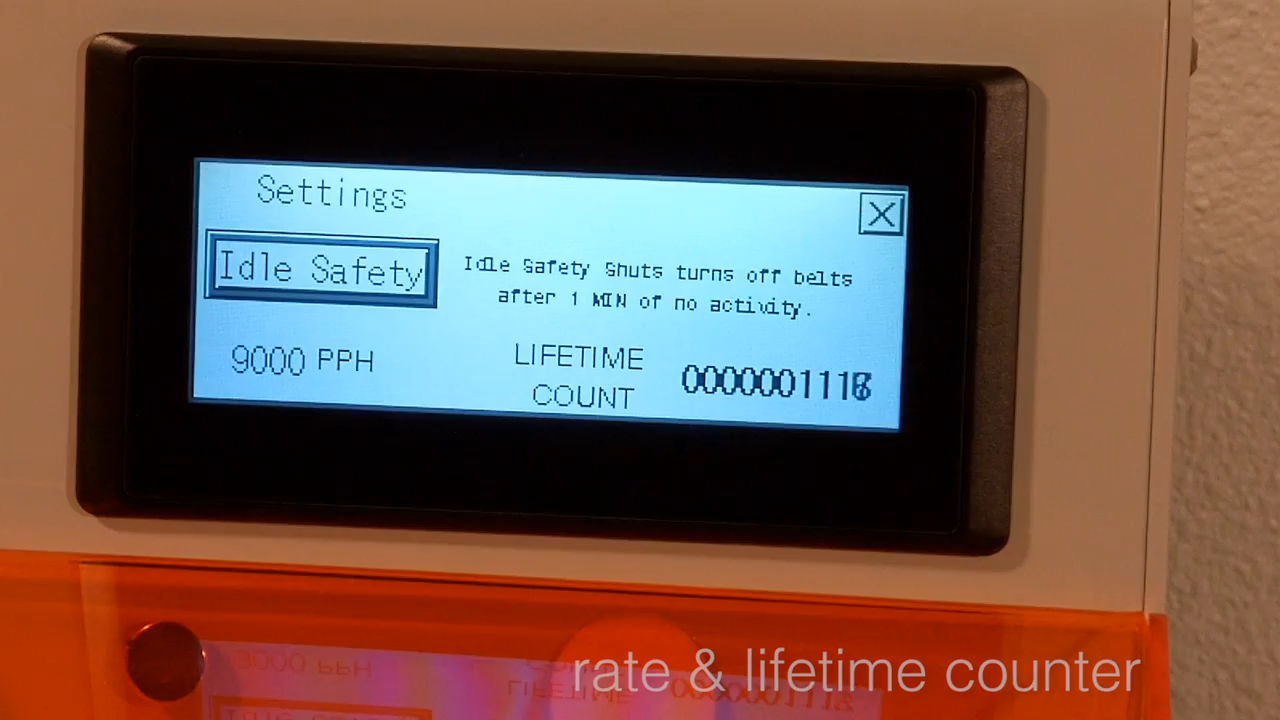 Settings
Idle Safety
Idle Safety Shuts turns off belts
after 1 MIN of no activity.
9000 PPH
LIFETIME
COUNT
rate & lifetime counter